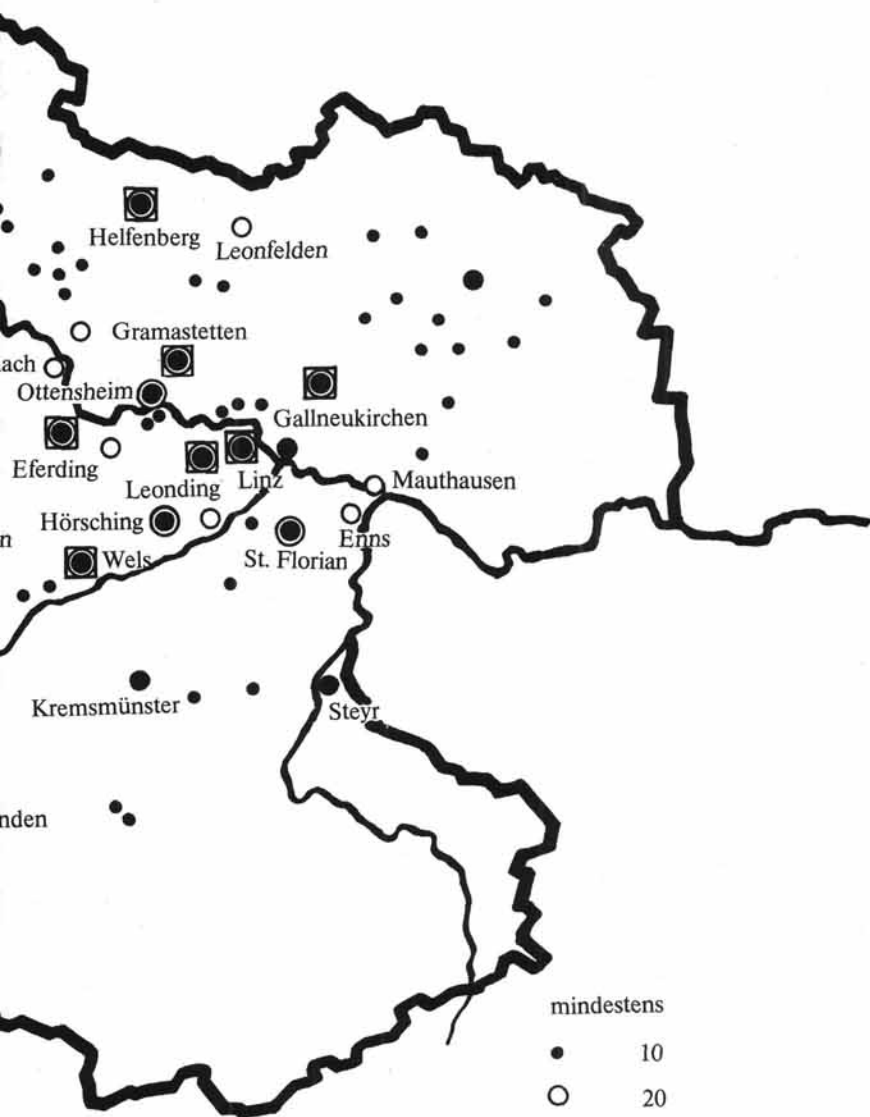 Helfenberg
Leonfelden
Gramastetten
ach
Ottensheim
Gallneukirchen
Eferding
Leonding
Linz
Mauthausen
Hörsching
Enns
n
St. Florian
Wels
Kremsmünster
Steyr
nden
mindestens
10
20